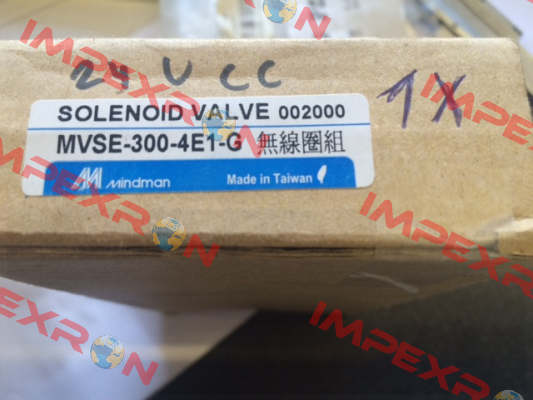 24 V CC
1X
SOLENOID VALVE 002000
MVSE-300-4E1-G 無線圈組
Mindman Made in Taiwan
IMPEXRON
IMPEXRON
IMPEXRON
IMPEXRON
IMPEXRON
IMPEXRON